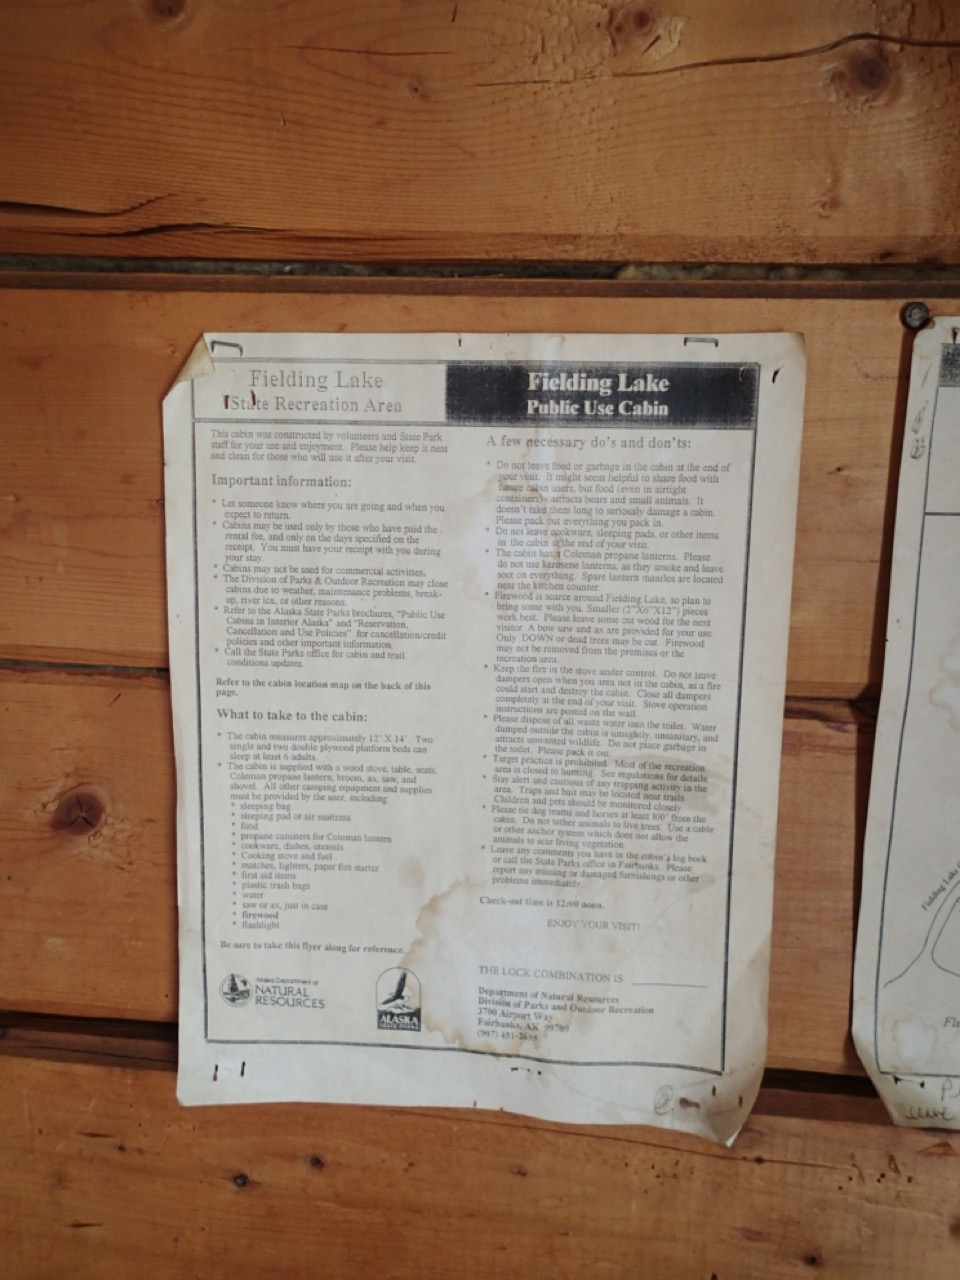 Fielding Lake
State Recreation Area
This cabin was constructed by volunteers and State Park
staff for your use and enjoyment. Please help keep it neat
and clean for those who will use it after your visit.
Important information:
* Let someone know where you are going and when you
expect to return.
* Cabins may be used only by those who have paid the
rental fee, and only on the days specified on the
receipt. You must have your receipt with you during
your stay.
* Cabins may not be used for commercial activities.
* The Division of Parks & Outdoor Recreation may close
cabins due to weather, maintenance problems, break-
up, river ice, or other reasons.
* Refer to the Alaska State Parks brochures, "Public Use
Cabins in Interior Alaska" and "Reservation,
Cancellation and Use Policies" for cancellation/credit
policies and other important information.
* Call the State Parks office for cabin and trail
conditions updates.
Refer to the cabin location map on the back of this
page.
What to take to the cabin:
* The cabin measures approximately 12' X 14'. Two
single and two double plywood platform beds can
sleep at least 6 adults.
* The cabin is supplied with a wood stove, table, seats,
Coleman propane lantern, broom, ax, saw, and
shovel. All other camping equipment and supplies
must be provided by the user, including:
* sleeping bag
* sleeping pad or air mattress
* food
* propane canisters for Coleman lantern
* cookware, dishes, utensils
* Cooking stove and fuel
* matches, lighters, paper fire starter
* first aid items
* plastic trash bags
* water
* saw or ax, just in case
* firewood
* flashlight
Be sure to take this flyer along for reference.
Alaska Department of
NATURAL
RESOURCES
ALASKA
STATE PARKS
Fielding Lake
Public Use Cabin
A few necessary do's and don'ts:
* Do not leave food or garbage in the cabin at the end of
your visit. It might seem helpful to share food with
future cabin users, but food (even in airtight
containers) attracts bears and small animals. It
doesn't take them long to seriously damage a cabin.
Please pack out everything you pack in.
* Do not leave cookware, sleeping pads, or other items
in the cabin at the end of your visit.
* The cabin has a Coleman propane lanterns. Please
do not use kerosene lanterns, as they smoke and leave
soot on everything. Spare lantern mantles are located
near the kitchen counter.
* Firewood is scarce around Fielding Lake, so plan to
bring some with you. Smaller (2"X6"X12") pieces
work best. Please leave some cut wood for the next
visitor. A bow saw and ax are provided for your use.
Only DOWN or dead trees may be cut. Firewood
may not be removed from the premises or the
recreation area.
* Keep the fire in the stove under control. Do not leave
dampers open when you area not in the cabin, as a fire
could start and destroy the cabin. Close all dampers
completely at the end of your visit. Stove operation
instructions are posted on the wall.
* Please dispose of all waste water into the toilet. Water
dumped outside the cabin is unsightly, unsanitary, and
attracts unwanted wildlife. Do not place garbage in
the toilet. Please pack it out.
* Target practice is prohibited. Most of the recreation
area is closed to hunting. See regulations for details.
* Stay alert and cautious of any trapping activity in the
area. Traps and bait may be located near trails.
Children and pets should be monitored closely.
* Please tie dog teams and horses at least 100' from the
cabin. Do not tether animals to live trees. Use a cable
or other anchor system which does not allow the
animals to scar living vegetation.
* Leave any comments you have in the cabin's log book
or call the State Parks office in Fairbanks. Please
report any missing or damaged furnishings or other
problems immediately.
Check-out time is 12:00 noon.
ENJOY YOUR VISIT!
THE LOCK COMBINATION IS
Department of Natural Resources
Division of Parks and Outdoor Recreation
3700 Airport Way
Fairbanks, AK 99709
(907) 451-2695
Fielding Lake